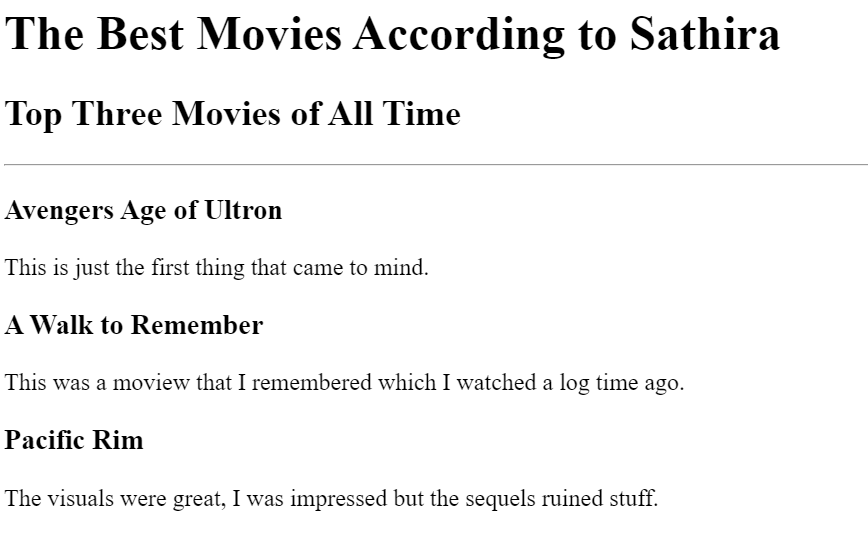 The Best Movies According to Sathira
Top Three Movies of All Time
Avengers Age of Ultron
This is just the first thing that came to mind.
A Walk to Remember
This was a moview that I remembered which I watched a log time ago.
Pacific Rim
The visuals were great, I was impressed but the sequels ruined stuff.